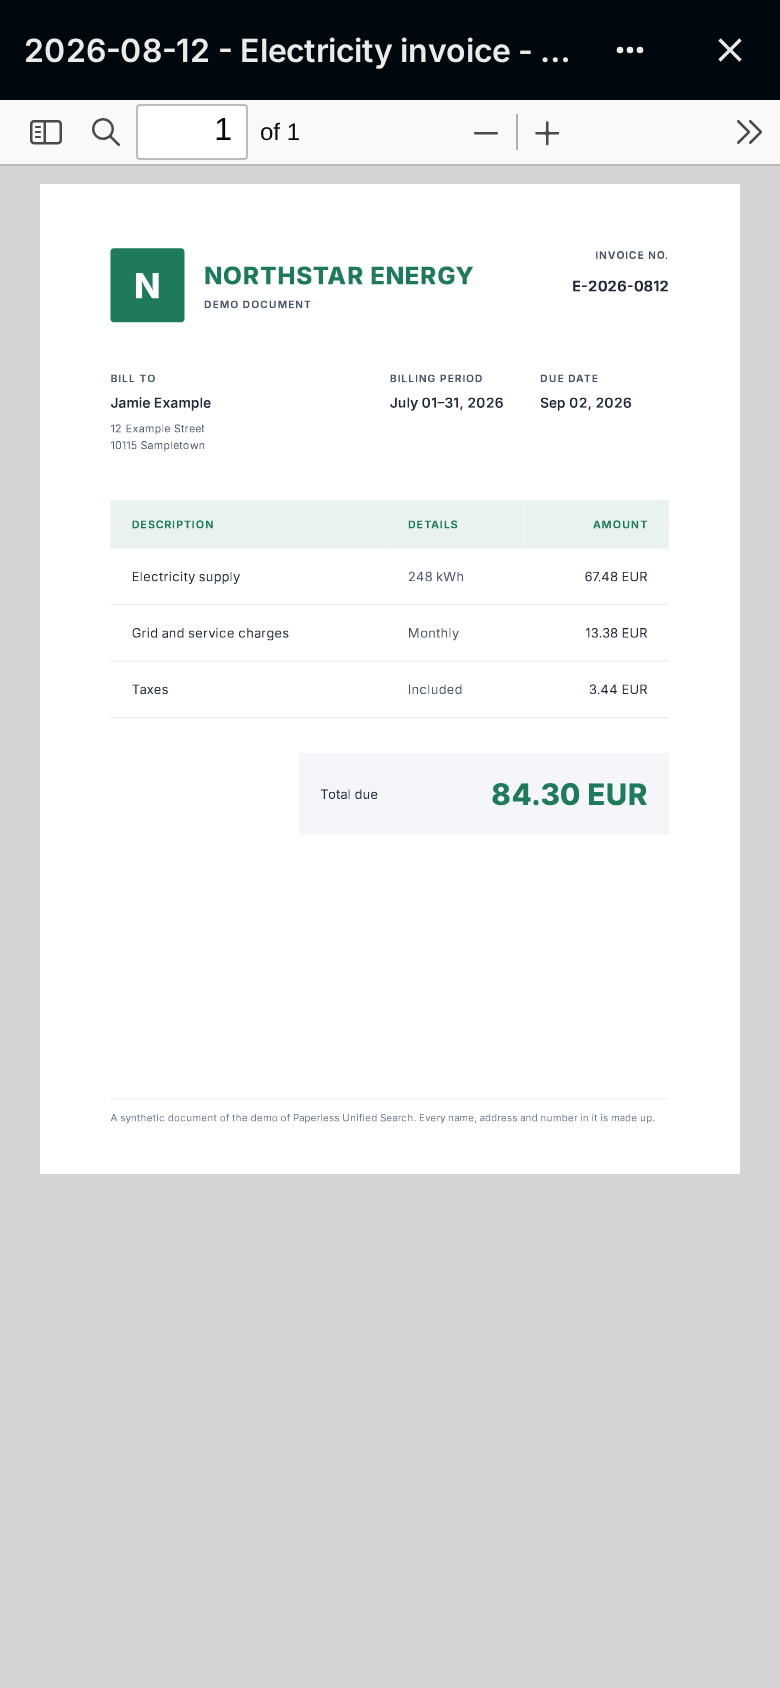 2026-08-12 - Electricity invoice - ...
1 of 1
N
NORTHSTAR ENERGY
DEMO DOCUMENT
INVOICE NO.
E-2026-0812
BILL TO
Jamie Example
12 Example Street
10115 Sampletown
BILLING PERIOD
July 01–31, 2026
DUE DATE
Sep 02, 2026
DESCRIPTION DETAILS AMOUNT
Electricity supply 248 kWh 67.48 EUR
Grid and service charges Monthly 13.38 EUR
Taxes Included 3.44 EUR
Total due 84.30 EUR
A synthetic document of the demo of Paperless Unified Search. Every name, address and number in it is made up.